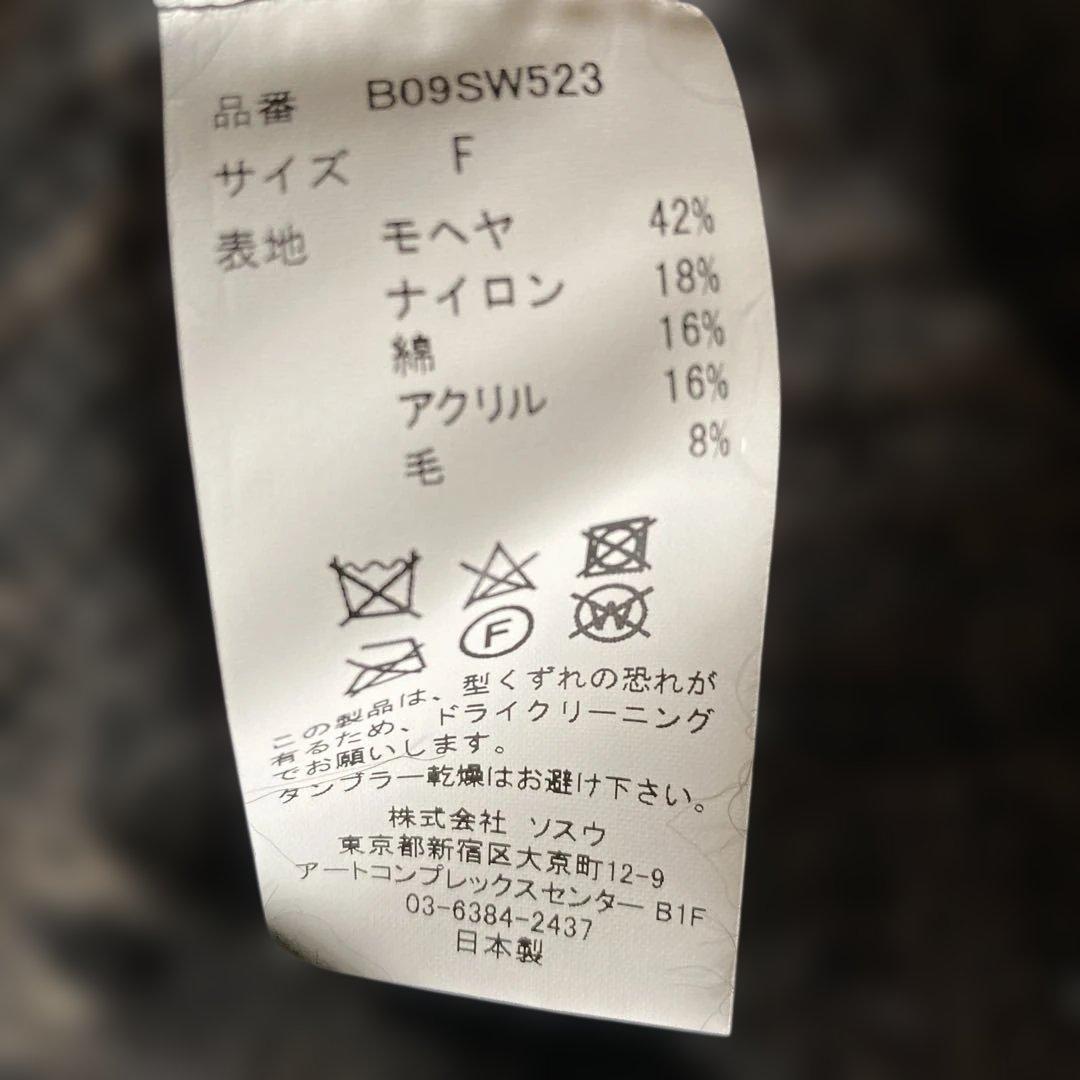 品番 B09SW523
サイズ F
表地 モヘヤ 42%
ナイロン 18%
綿 16%
アクリル 16%
毛 8%
F W
この製品は、型くずれの恐れが
有るため、ドライクリーニング
でお願いします。
タンブラー乾燥はお避け下さい。
株式会社 ソスウ
東京都新宿区大京町12-9
アートコンプレックスセンター B1F
03-6384-2437
日本製